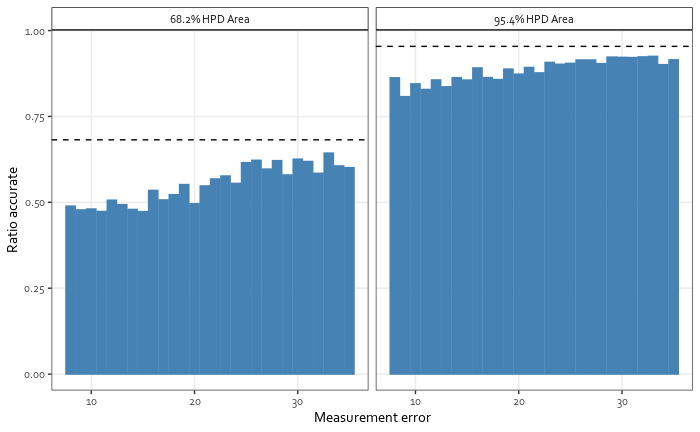 68.2% HPD Area
95.4% HPD Area
1.00
0.75
0.50
0.25
0.00
Ratio accurate
10
20
30
10
20
30
Measurement error